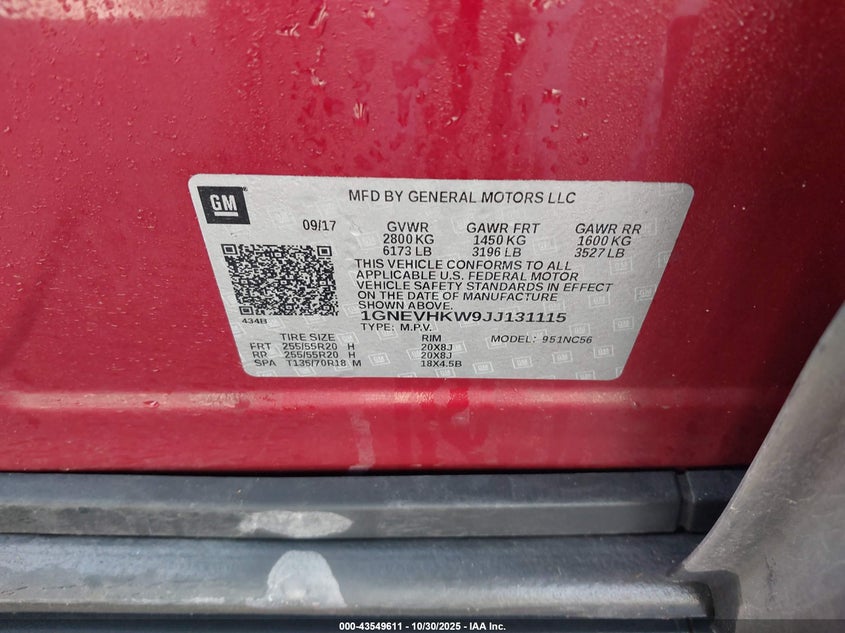 GM
MFD BY GENERAL MOTORS LLC
09/17 GVWR GAWR FRT GAWR RR
2800 KG 1450 KG 1600 KG
6173 LB 3196 LB 3527 LB
THIS VEHICLE CONFORMS TO ALL
APPLICABLE U.S. FEDERAL MOTOR
VEHICLE SAFETY STANDARDS IN EFFECT
ON THE DATE OF MANUFACTURE
SHOWN ABOVE.
434B
1GNEVHKW9JJ131115
TYPE: M.P.V.
TIRE SIZE RIM MODEL: 951NC56
FRT 255/55R20 H 20X8J
RR 255/55R20 H 20X8J
SPA T135/70R18 M 18X4.5B
000-43549611 - 10/30/2025 - IAA Inc.